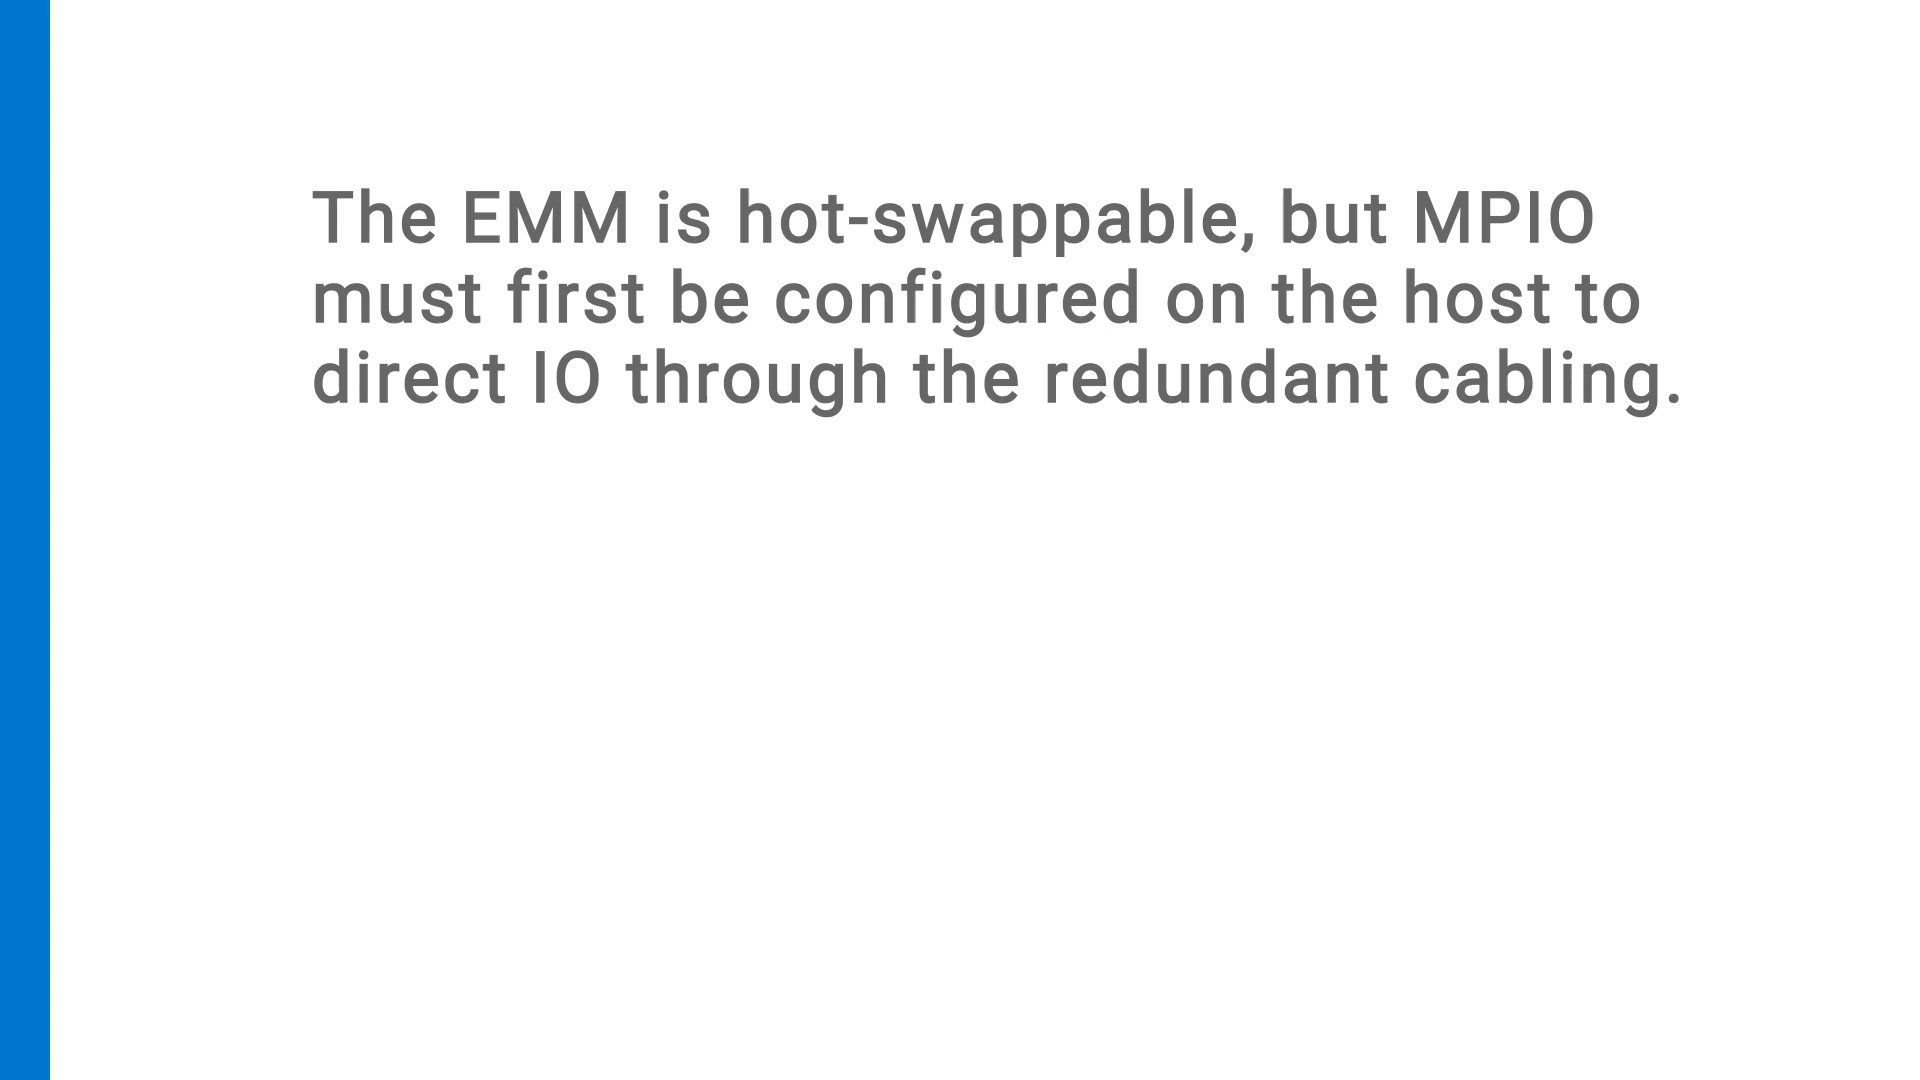 The EMM is hot-swappable, but MPIO
must first be configured on the host to
direct IO through the redundant cabling.